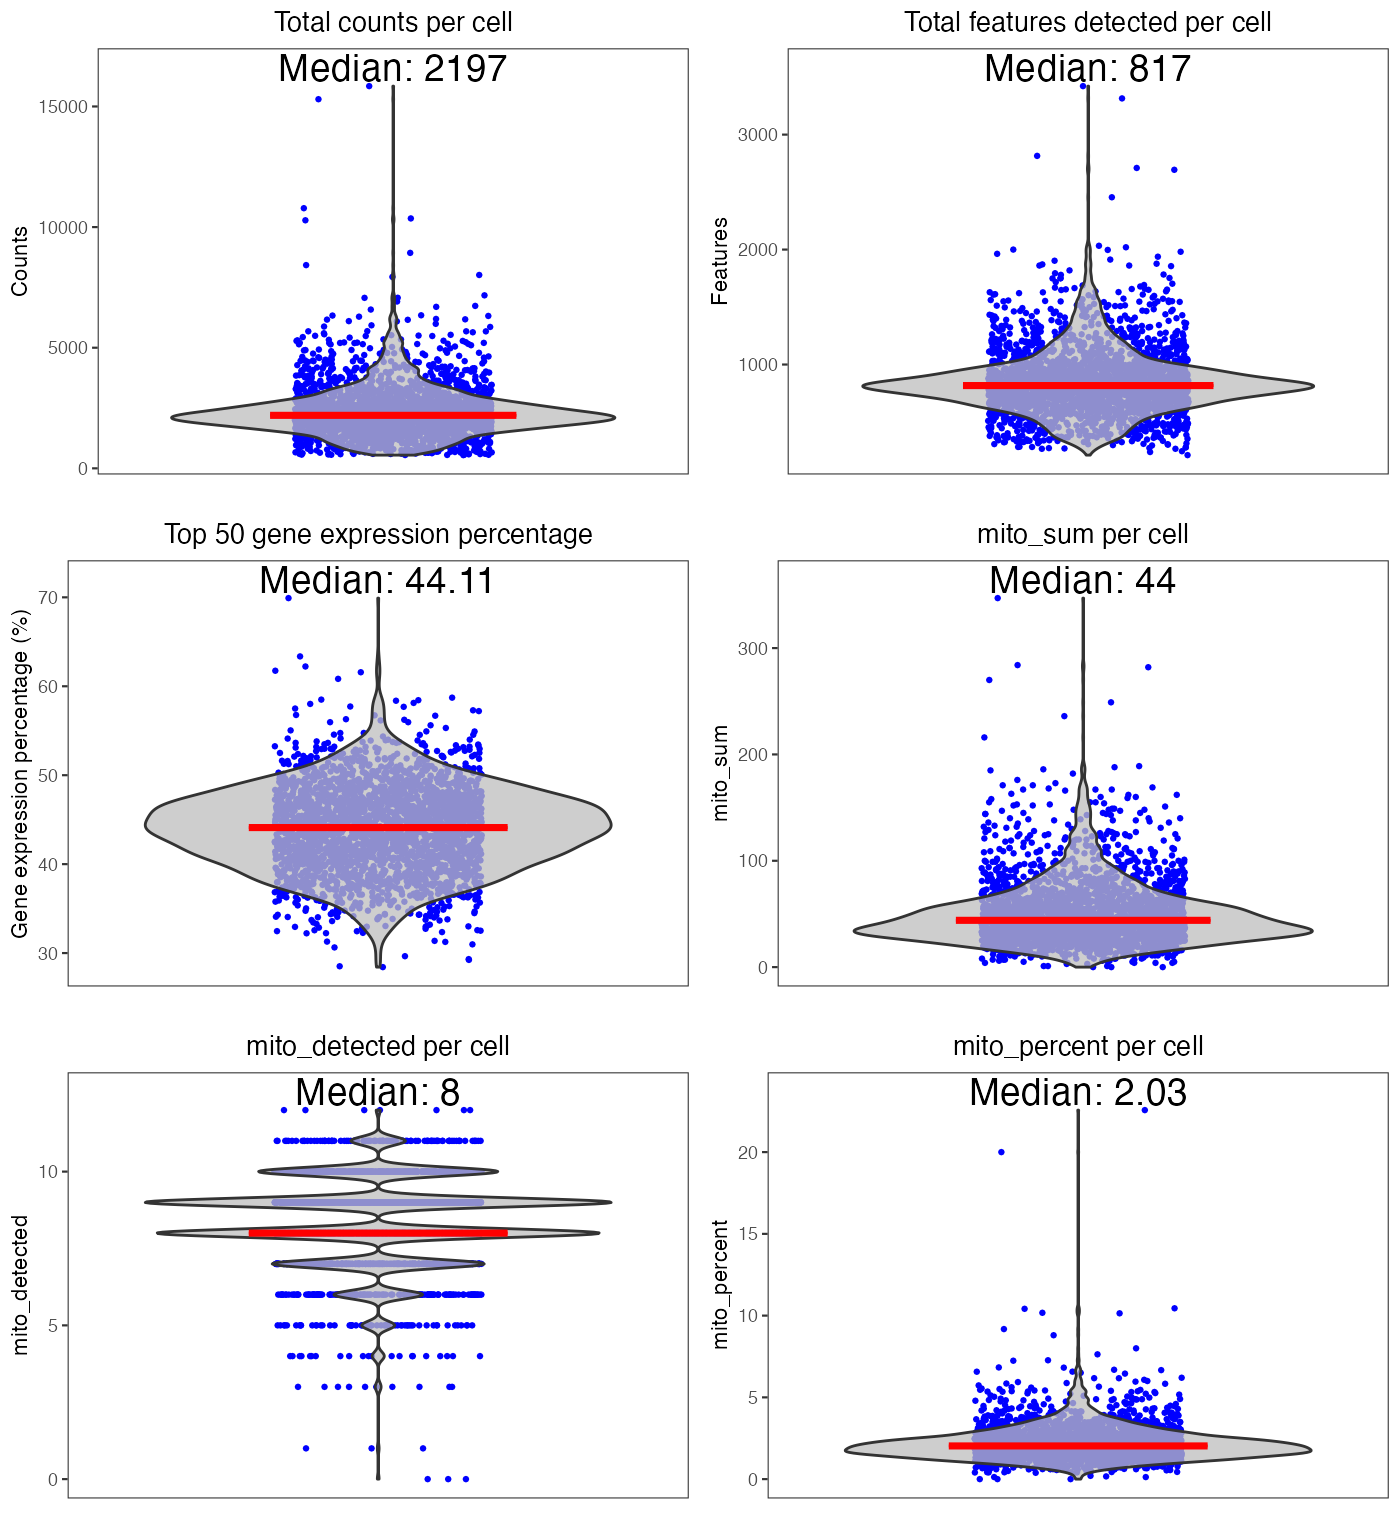 Total counts per cell
Median: 2197
Counts
15000
10000
5000
0
Total features detected per cell
Median: 817
Features
3000
2000
1000
Top 50 gene expression percentage
Median: 44.11
Gene expression percentage (%)
70
60
50
40
30
mito_sum per cell
Median: 44
mito_sum
300
200
100
0
mito_detected per cell
Median: 8
mito_detected
10
5
0
mito_percent per cell
Median: 2.03
mito_percent
20
15
10
5
0